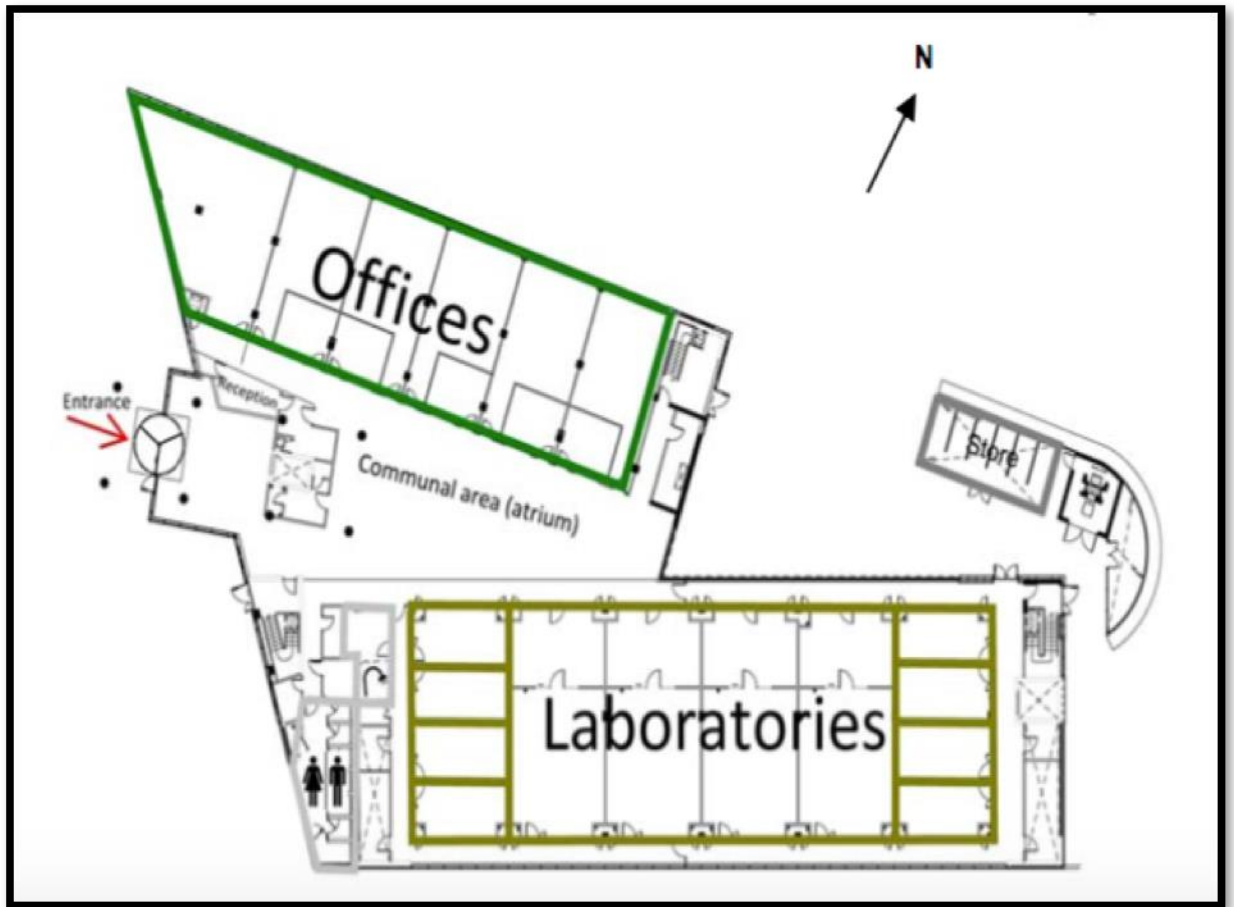 N
Offices
Reception
Entrance
Communal area (atrium)
Store
Laboratories